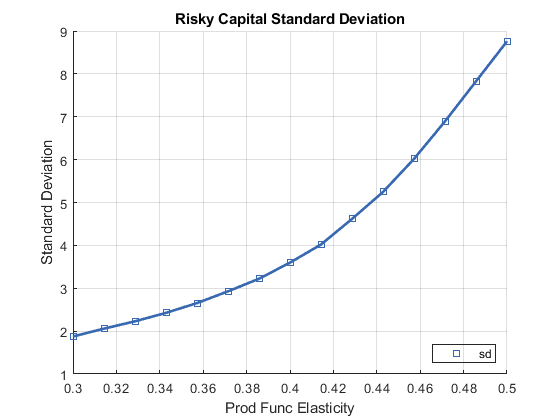 Risky Capital Standard Deviation
9
8
7
6
5
4
3
2
1
Standard Deviation
sd
0.3 0.32 0.34 0.36 0.38 0.4 0.42 0.44 0.46 0.48 0.5
Prod Func Elasticity